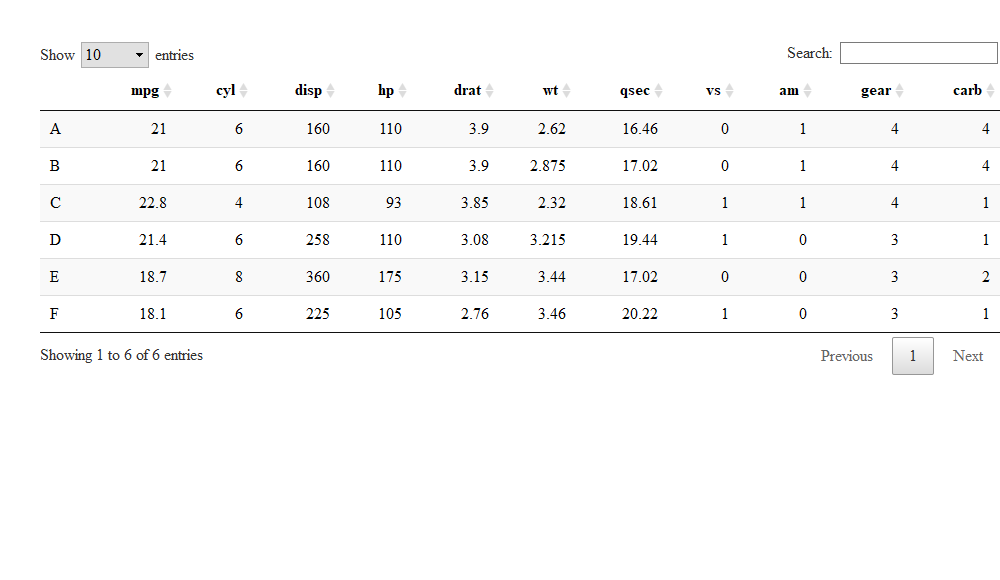 Show 10 entries Search:
mpg cyl disp hp drat wt qsec vs am gear carb
A 21 6 160 110 3.9 2.62 16.46 0 1 4 4
B 21 6 160 110 3.9 2.875 17.02 0 1 4 4
C 22.8 4 108 93 3.85 2.32 18.61 1 1 4 1
D 21.4 6 258 110 3.08 3.215 19.44 1 0 3 1
E 18.7 8 360 175 3.15 3.44 17.02 0 0 3 2
F 18.1 6 225 105 2.76 3.46 20.22 1 0 3 1
Showing 1 to 6 of 6 entries Previous 1 Next